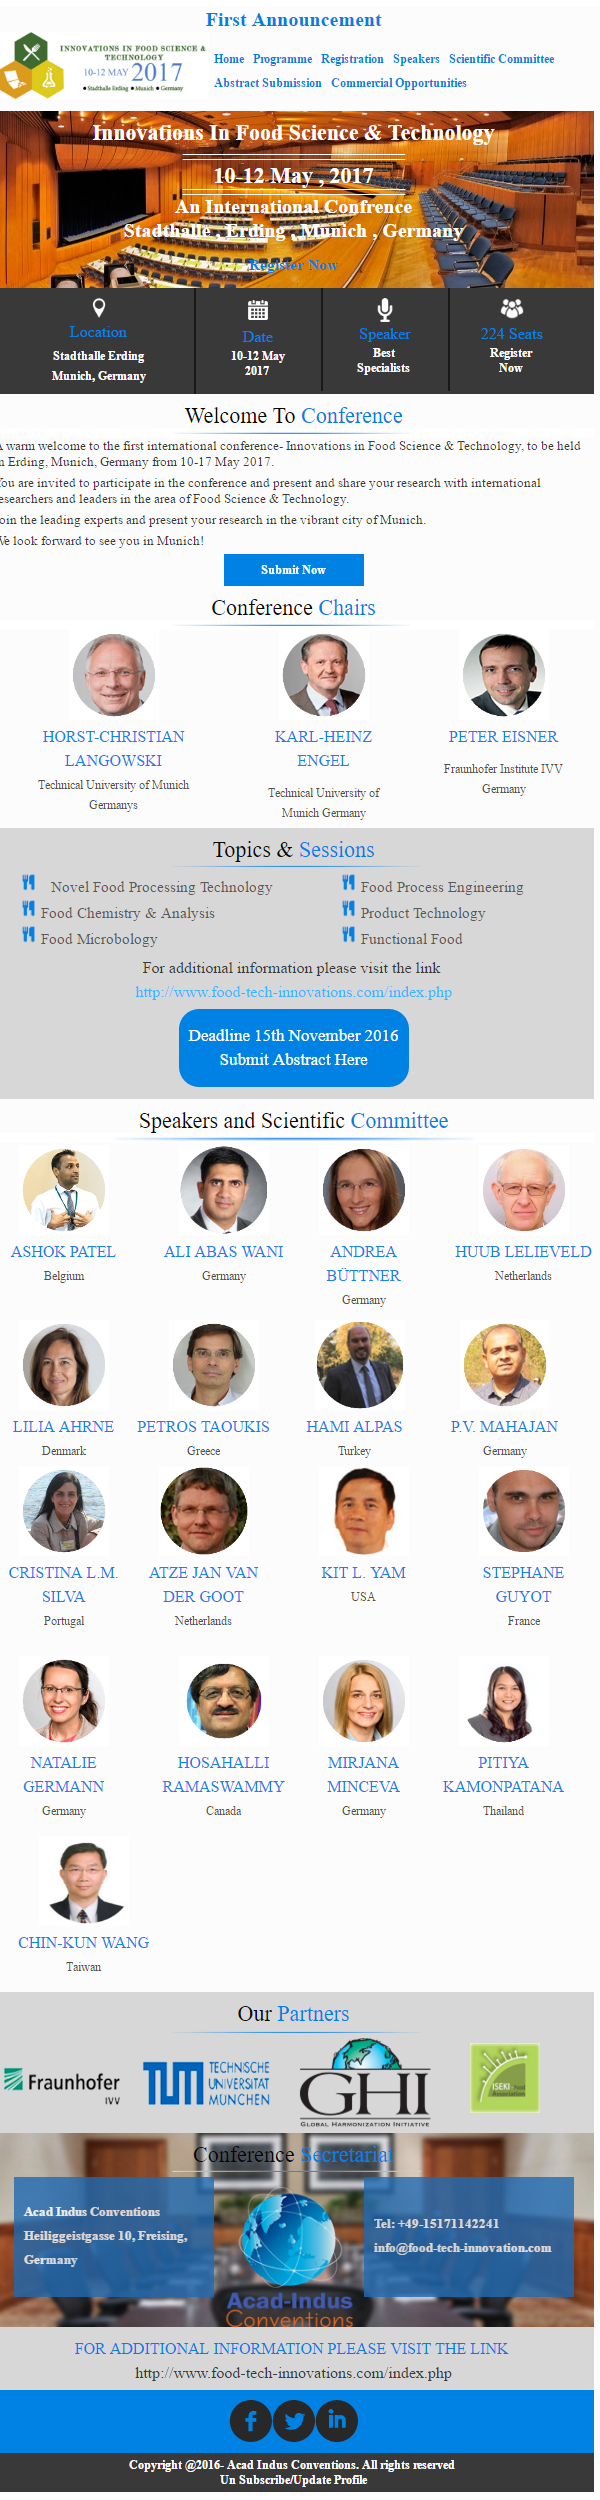 First Announcement
INNOVATIONS IN FOOD SCIENCE &
TECHNOLOGY
10-12 MAY 2017
• Stadthalle Erding • Munich • Germany
Home Programme Registration Speakers Scientific Committee
Abstract Submission Commercial Opportunities
Innovations In Food Science & Technology
10-12 May , 2017
An International Confrence
Stadthalle , Erding , Munich , Germany
Register Now
Location
Stadthalle Erding
Munich, Germany
Date
10-12 May
2017
Speaker
Best
Specialists
224 Seats
Register
Now
Welcome To Conference
A warm welcome to the first international conference- Innovations in Food Science & Technology, to be held
in Erding, Munich, Germany from 10-17 May 2017.
You are invited to participate in the conference and present and share your research with international
researchers and leaders in the area of Food Science & Technology.
Join the leading experts and present your research in the vibrant city of Munich.
We look forward to see you in Munich!
Submit Now
Conference Chairs
HORST-CHRISTIAN
LANGOWSKI
Technical University of Munich
Germanys
KARL-HEINZ
ENGEL
Technical University of
Munich Germany
PETER EISNER
Fraunhofer Institute IVV
Germany
Topics & Sessions
Novel Food Processing Technology
Food Process Engineering
Food Chemistry & Analysis
Product Technology
Food Microbology
Functional Food
For additional information please visit the link
http://www.food-tech-innovations.com/index.php
Deadline 15th November 2016
Submit Abstract Here
Speakers and Scientific Committee
ASHOK PATEL
Belgium
ALI ABAS WANI
Germany
ANDREA
BÜTTNER
Germany
HUUB LELIEVELD
Netherlands
LILIA AHRNE
Denmark
PETROS TAOUKIS
Greece
HAMI ALPAS
Turkey
P.V. MAHAJAN
Germany
CRISTINA L.M.
SILVA
Portugal
ATZE JAN VAN
DER GOOT
Netherlands
KIT L. YAM
USA
STEPHANE
GUYOT
France
NATALIE
GERMANN
Germany
HOSAHALLI
RAMASWAMMY
Canada
MIRJANA
MINCEVA
Germany
PITIYA
KAMONPATANA
Thailand
CHIN-KUN WANG
Taiwan
Our Partners
Fraunhofer
IVV
TUM
TECHNISCHE
UNIVERSITÄT
MÜNCHEN
GHI
GLOBAL HARMONIZATION INITIATIVE
ISEKI-Food
Association
Conference Secretariat
Acad Indus Conventions
Heiliggeistgasse 10, Freising,
Germany
Acad-Indus
Conventions
Tel: +49-15171142241
info@food-tech-innovation.com
FOR ADDITIONAL INFORMATION PLEASE VISIT THE LINK
http://www.food-tech-innovations.com/index.php
Copyright @2016- Acad Indus Conventions. All rights reserved
Un Subscribe/Update Profile